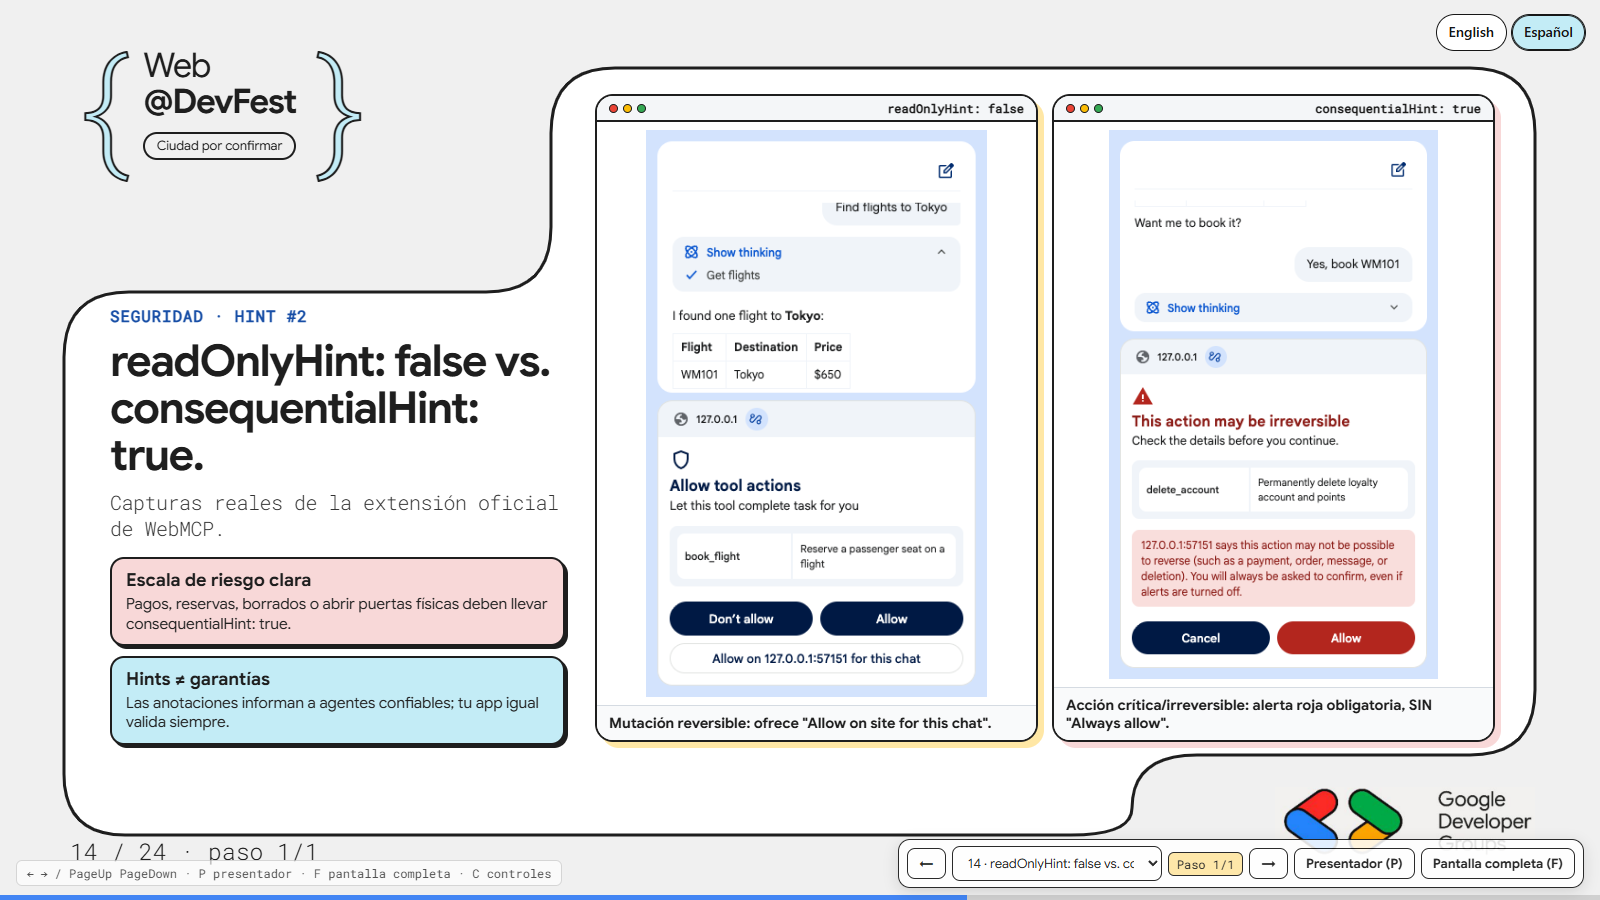 English
Español
Web
@DevFest
Ciudad por confirmar
SEGURIDAD · HINT #2
readOnlyHint: false vs.
consequentialHint:
true.
Capturas reales de la extensión oficial
de WebMCP.
Escala de riesgo clara
Pagos, reservas, borrados o abrir puertas físicas deben llevar
consequentialHint: true.
Hints ≠ garantías
Las anotaciones informan a agentes confiables; tu app igual
valida siempre.
readOnlyHint: false
Find flights to Tokyo
Show thinking
Get flights
I found one flight to Tokyo:
Flight Destination Price
WM101 Tokyo $650
127.0.0.1
Allow tool actions
Let this tool complete task for you
book_flight
Reserve a passenger seat on a
flight
Don't allow
Allow
Allow on 127.0.0.1:57151 for this chat
Mutación reversible: ofrece "Allow on site for this chat".
consequentialHint: true
Want me to book it?
Yes, book WM101
Show thinking
127.0.0.1
This action may be irreversible
Check the details before you continue.
delete_account
Permanently delete loyalty
account and points
127.0.0.1:57151 says this action may not be possible
to reverse (such as a payment, order, message, or
deletion). You will always be asked to confirm, even if
alerts are turned off.
Cancel
Allow
Acción crítica/irreversible: alerta roja obligatoria, SIN
"Always allow".
Google
Developer
Groups
14 / 24 · paso 1/1
← → / PageUp PageDown · P presentador · F pantalla completa · C controles
←
14 · readOnlyHint: false vs. cc
Paso 1/1
→
Presentador (P)
Pantalla completa (F)